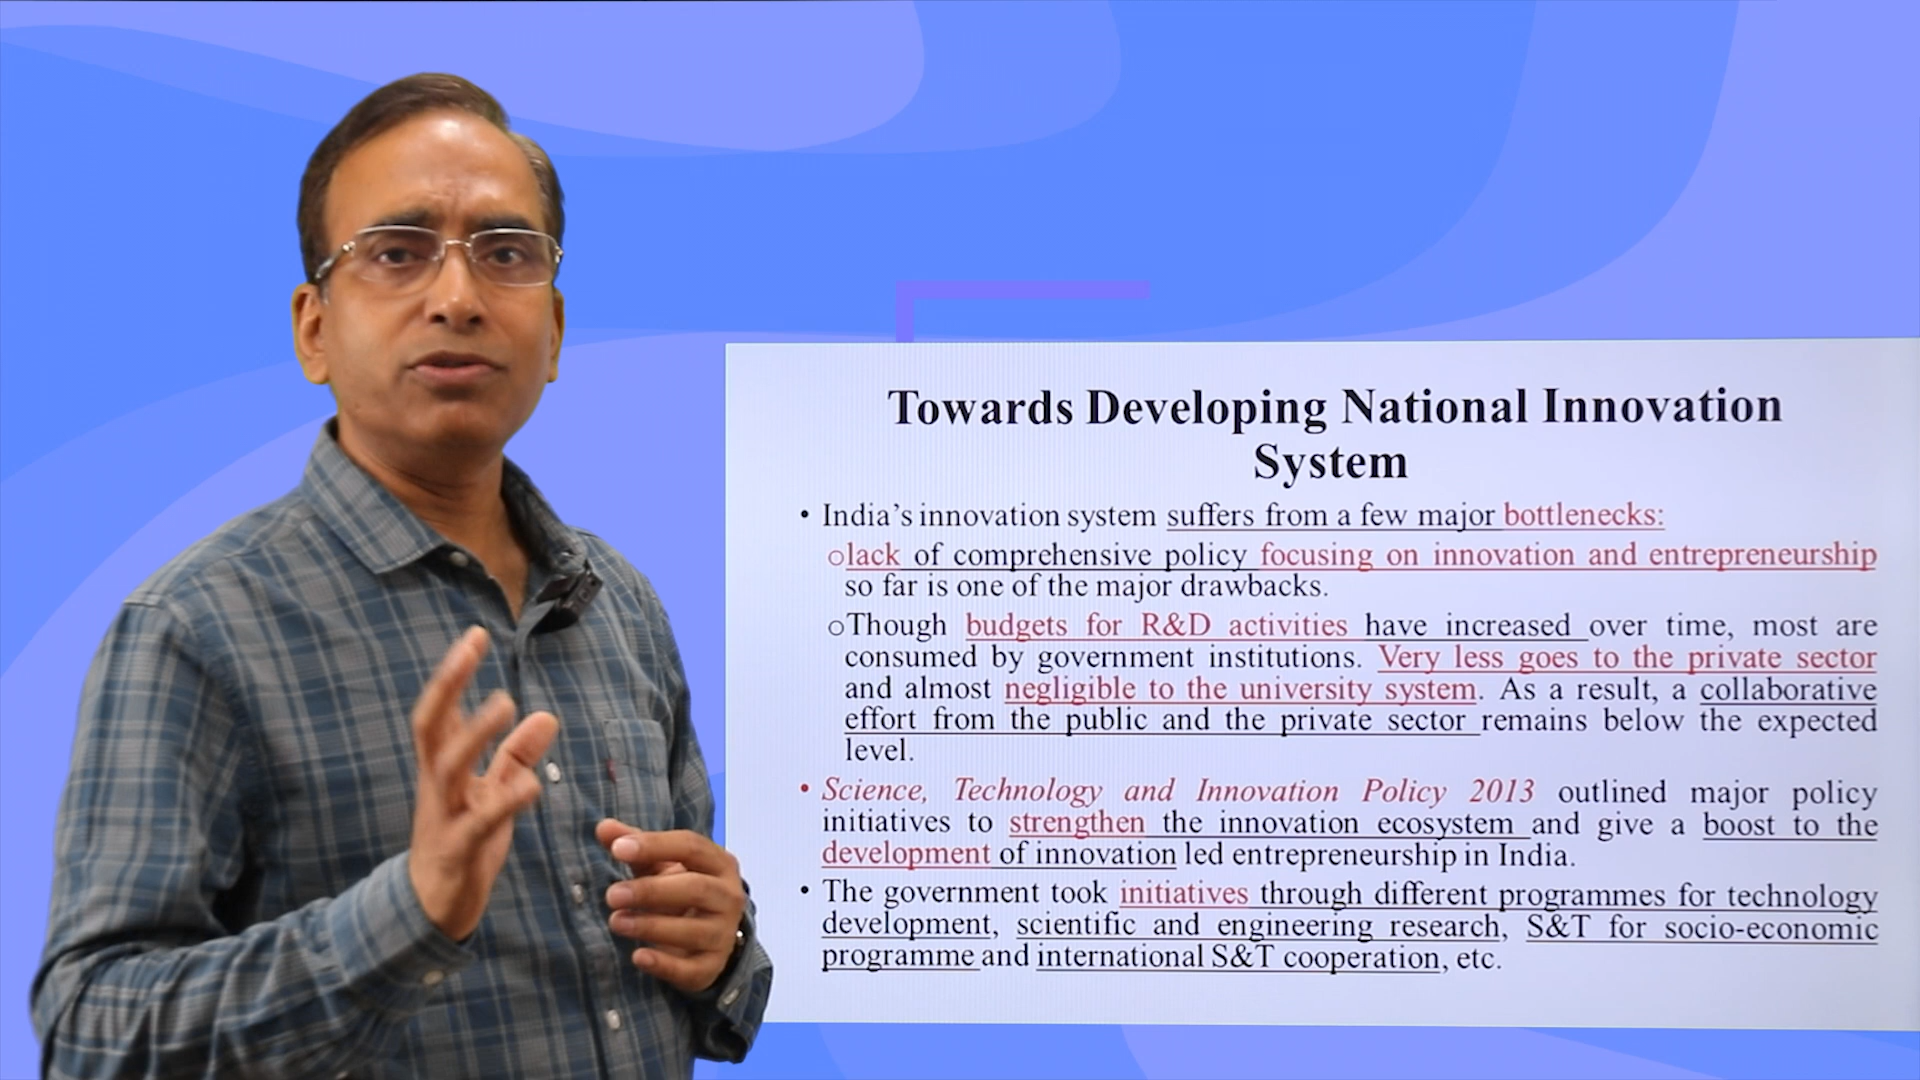 Towards Developing National Innovation
System
• India's innovation system suffers from a few major bottlenecks:
olack of comprehensive policy focusing on innovation and entrepreneurship
so far is one of the major drawbacks.
oThough budgets for R&D activities have increased over time, most are
consumed by government institutions. Very less goes to the private sector
and almost negligible to the university system. As a result, a collaborative
effort from the public and the private sector remains below the expected
level.
• Science, Technology and Innovation Policy 2013 outlined major policy
initiatives to strengthen the innovation ecosystem and give a boost to the
development of innovation led entrepreneurship in India.
• The government took initiatives through different programmes for technology
development, scientific and engineering research, S&T for socio-economic
programme and international S&T cooperation, etc.